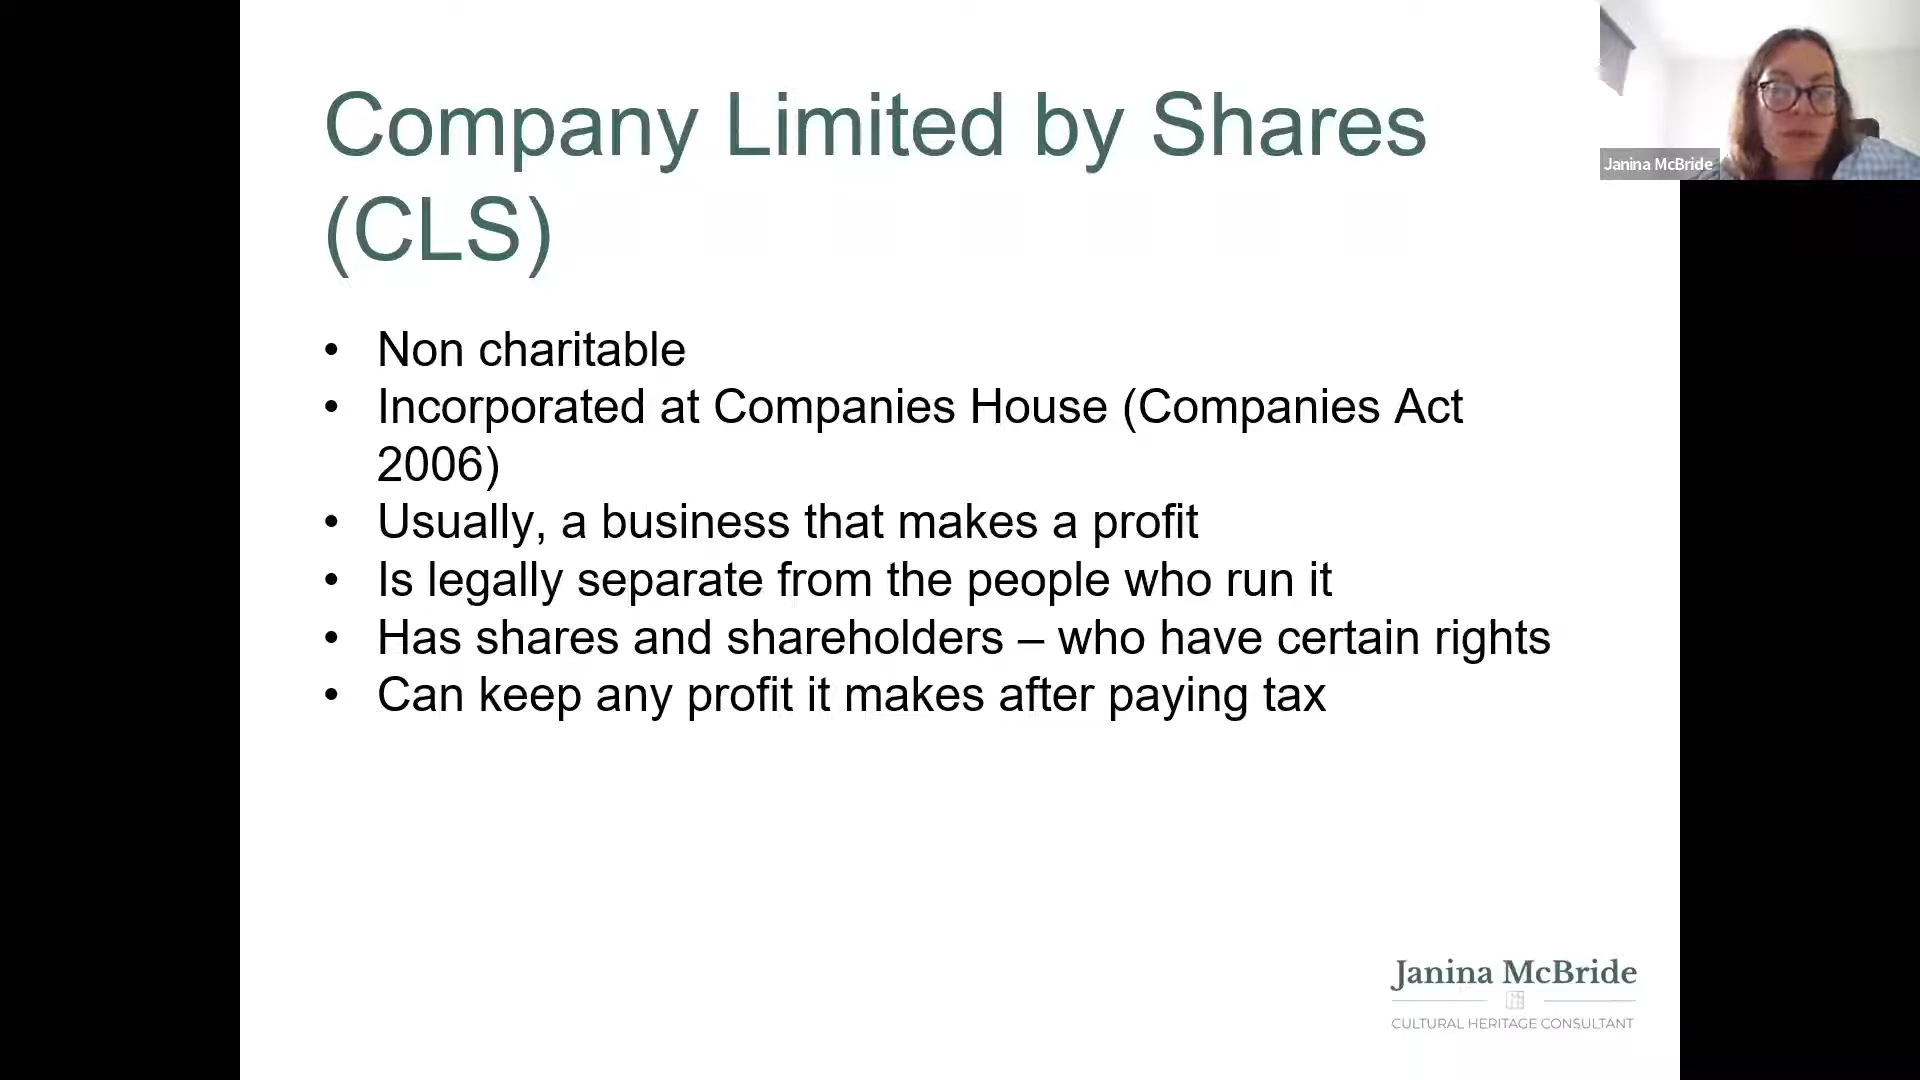 Company Limited by Shares
(CLS)
• Non charitable
• Incorporated at Companies House (Companies Act
2006)
• Usually, a business that makes a profit
• Is legally separate from the people who run it
• Has shares and shareholders – who have certain rights
• Can keep any profit it makes after paying tax
Janina McBride
Janina McBride
CULTURAL HERITAGE CONSULTANT